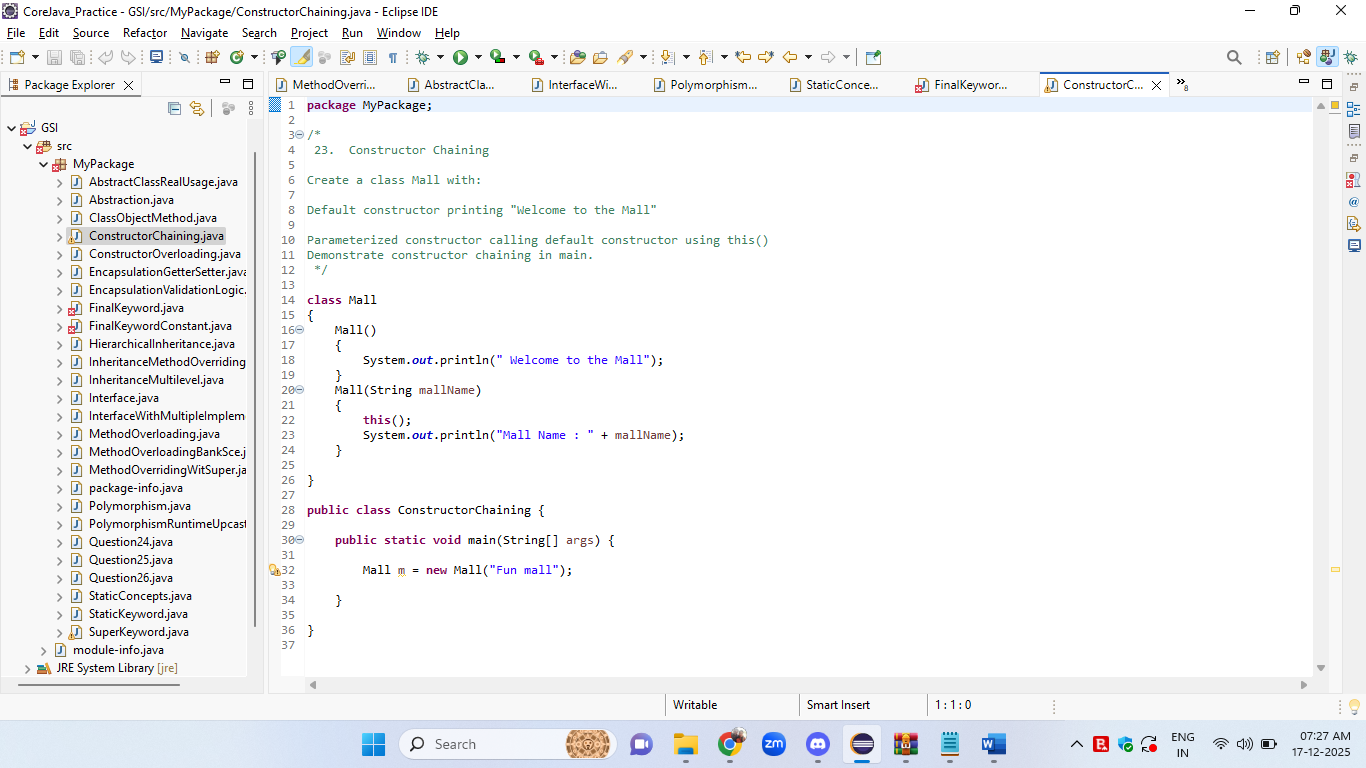 CoreJava_Practice - GSI/src/MyPackage/ConstructorChaining.java - Eclipse IDE
File Edit Source Refactor Navigate Search Project Run Window Help
Package Explorer
MethodOverri...
AbstractCla...
InterfaceWi...
Polymorphism...
StaticConce...
FinalKeywor...
ConstructorC...
»8
GSI
src
MyPackage
AbstractClassRealUsage.java
Abstraction.java
ClassObjectMethod.java
ConstructorChaining.java
ConstructorOverloading.java
EncapsulationGetterSetter.java
EncapsulationValidationLogic.
FinalKeyword.java
FinalKeywordConstant.java
HierarchicalInheritance.java
InheritanceMethodOverriding
InheritanceMultilevel.java
Interface.java
InterfaceWithMultipleImplem
MethodOverloading.java
MethodOverloadingBankSce.j
MethodOverridingWitSuper.ja
package-info.java
Polymorphism.java
PolymorphismRuntimeUpcast
Question24.java
Question25.java
Question26.java
StaticConcepts.java
StaticKeyword.java
SuperKeyword.java
module-info.java
JRE System Library [jre]
1 package MyPackage;
2
3 /*
4 23.  Constructor Chaining
5
6 Create a class Mall with:
7
8 Default constructor printing "Welcome to the Mall"
9
10 Parameterized constructor calling default constructor using this()
11 Demonstrate constructor chaining in main.
12 */
13
14 class Mall
15 {
16     Mall()
17     {
18         System.out.println(" Welcome to the Mall");
19     }
20     Mall(String mallName)
21     {
22         this();
23         System.out.println("Mall Name : " + mallName);
24     }
25
26 }
27
28 public class ConstructorChaining {
29
30     public static void main(String[] args) {
31
32         Mall m = new Mall("Fun mall");
33
34     }
35
36 }
37
Writable
Smart Insert
1 : 1 : 0
Search
zm
ENG
IN
07:27 AM
17-12-2025